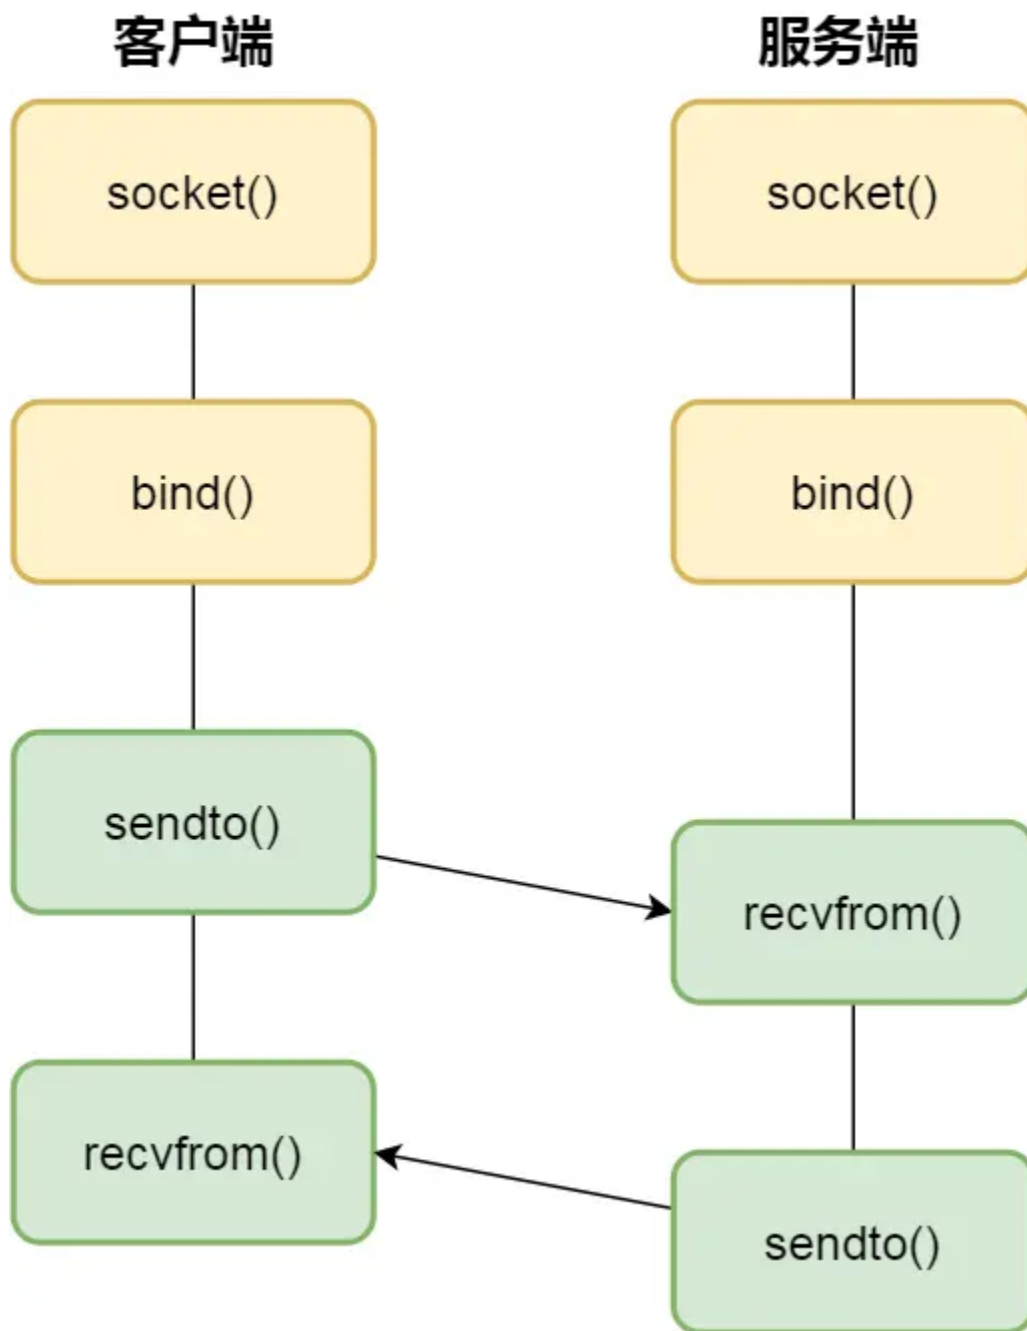 客户端
服务端
socket()
socket()
bind()
bind()
sendto()
recvfrom()
recvfrom()
sendto()